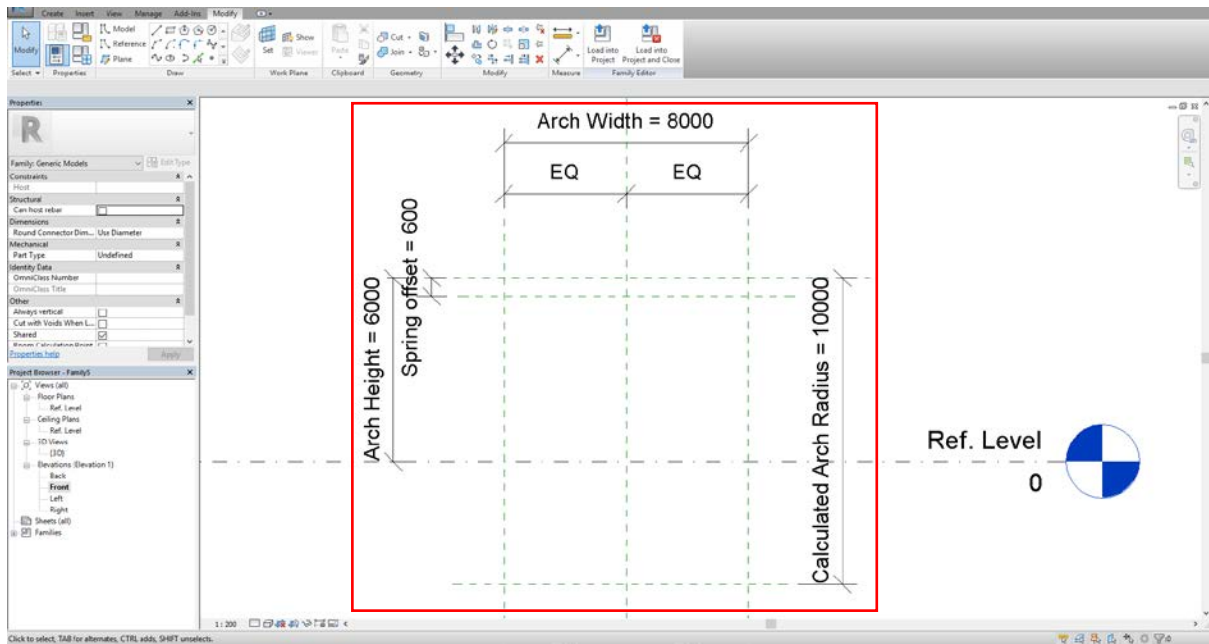 Create Insert View Manage Add-Ins Modify
Modify
Model
Reference
Plane
Set
Show
Viewer
Paste
Cut
Join
Load into
Project
Load into
Project and Close
Select
Properties
Draw
Work Plane
Clipboard
Geometry
Modify
Measure
Family Editor
Properties
R
Family: Generic Models
Edit Type
Constraints
Host
Structural
Can host rebar
Dimensions
Round Connector Dim... Use Diameter
Mechanical
Part Type Undefined
Identity Data
OmniClass Number
OmniClass Title
Other
Always vertical
Cut with Voids When L...
Shared
Room Calculation Point
Properties help
Apply
Project Browser - Family5
Views (all)
Floor Plans
Ref. Level
Ceiling Plans
Ref. Level
3D Views
{3D}
Elevations (Elevation 1)
Back
Front
Left
Right
Sheets (all)
Families
Arch Width = 8000
EQ EQ
Spring offset = 600
Arch Height = 6000
Calculated Arch Radius = 10000
Ref. Level
0
1 : 200
Click to select, TAB for alternates, CTRL adds, SHIFT unselects.